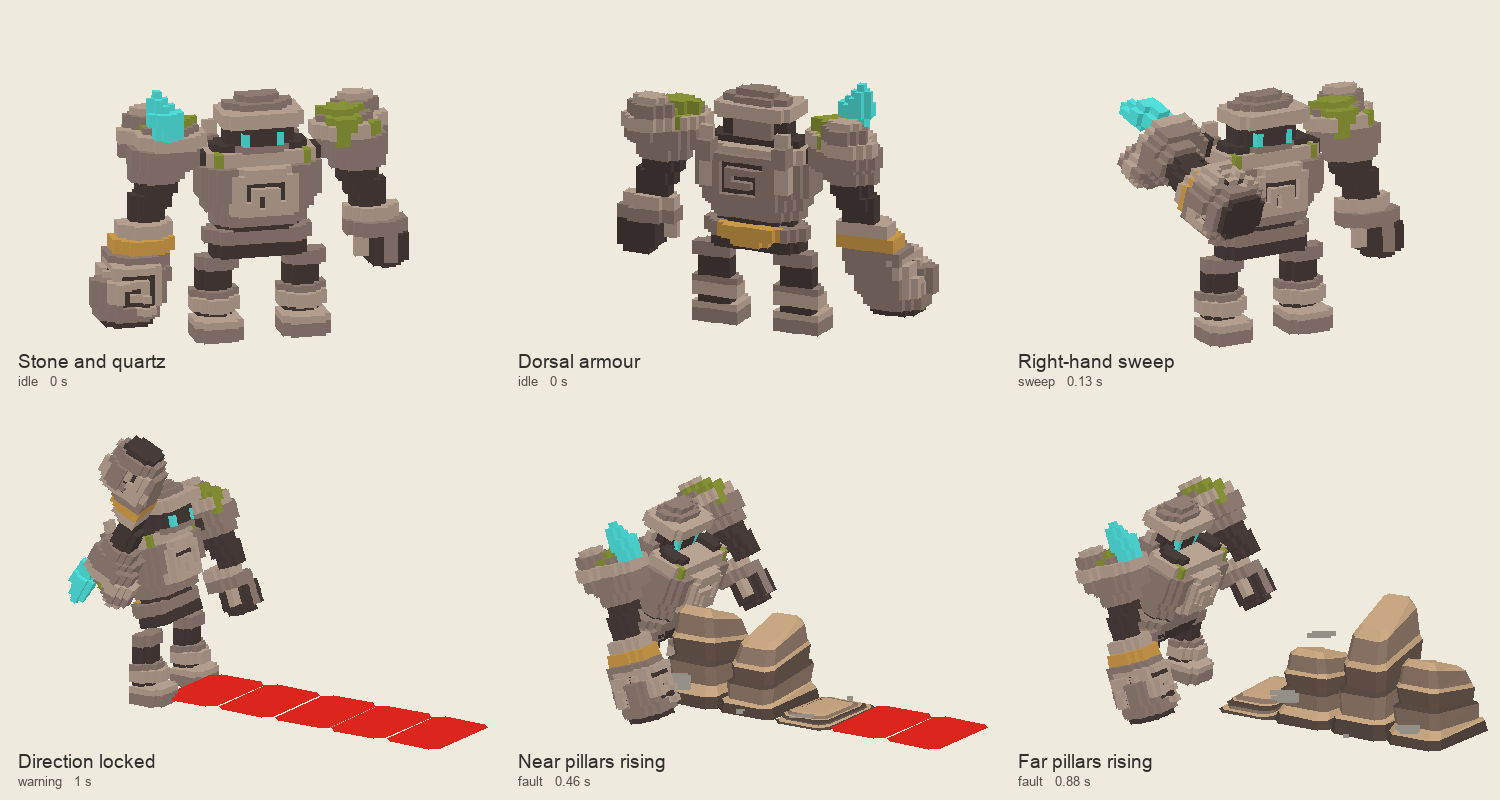 Stone and quartz
idle 0 s
Dorsal armour
idle 0 s
Right-hand sweep
sweep 0.13 s
Direction locked
warning 1 s
Near pillars rising
fault 0.46 s
Far pillars rising
fault 0.88 s